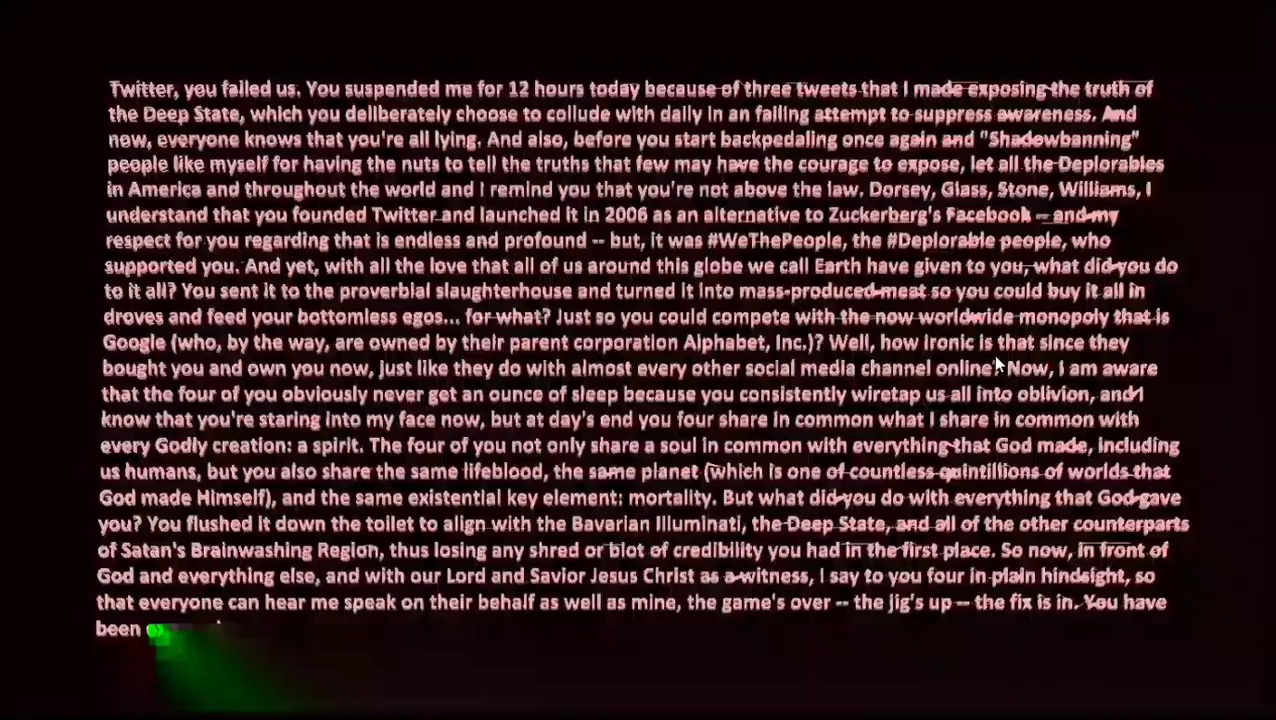 Twitter, you failed us. You suspended me for 12 hours today because of three tweets that I made exposing the truth of
the Deep State, which you deliberately choose to collude with daily in an failing attempt to suppress awareness. And
now, everyone knows that you're all lying. And also, before you start backpedaling once again and "Shadowbanning"
people like myself for having the nuts to tell the truths that few may have the courage to expose, let all the Deplorables
in America and throughout the world and I remind you that you're not above the law. Dorsey, Glass, Stone, Williams, I
understand that you founded Twitter and launched it in 2006 as an alternative to Zuckerberg's Facebook -- and my
respect for you regarding that is endless and profound -- but, it was #WeThePeople, the #Deplorable people, who
supported you. And yet, with all the love that all of us around this globe we call Earth have given to you, what did you do
to it all? You sent it to the proverbial slaughterhouse and turned it into mass-produced meat so you could buy it all in
droves and feed your bottomless egos... for what? Just so you could compete with the now worldwide monopoly that is
Google (who, by the way, are owned by their parent corporation Alphabet, Inc.)? Well, how ironic is that since they
bought you and own you now, just like they do with almost every other social media channel online? Now, I am aware
that the four of you obviously never get an ounce of sleep because you consistently wiretap us all into oblivion, and I
know that you're staring into my face now, but at day's end you four share in common what I share in common with
every Godly creation: a spirit. The four of you not only share a soul in common with everything that God made, including
us humans, but you also share the same lifeblood, the same planet (which is one of countless quintillions of worlds that
God made Himself), and the same existential key element: mortality. But what did you do with everything that God gave
you? You flushed it down the toilet to align with the Bavarian Illuminati, the Deep State, and all of the other counterparts
of Satan's Brainwashing Region, thus losing any shred or blot of credibility you had in the first place. So now, in front of
God and everything else, and with our Lord and Savior Jesus Christ as a witness, I say to you four in plain hindsight, so
that everyone can hear me speak on their behalf as well as mine, the game's over -- the jig's up -- the fix is in. You have
been